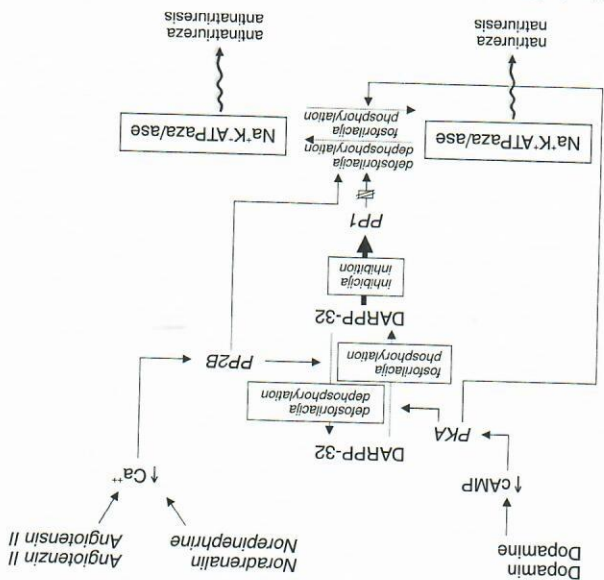 Dopamin
Dopamine
Noradrenalin
Norepinephrine
Angiotenzin II
Angiotensin II
↑cAMP
↑Ca⁺⁺
PKA
DARPP-32
defosforilacija
dephosphorylation
fosforilacija
phosphorylation
PP2B
DARPP-32
inhibicija
inhibition
PP1
Na⁺K⁺ATPaza/ase
defosforilacija
dephosphorylation
fosforilacija
phosphorylation
Na⁺K⁺ATPaza/ase
natriureza
natriuresis
antinatriureza
antinatriuresis